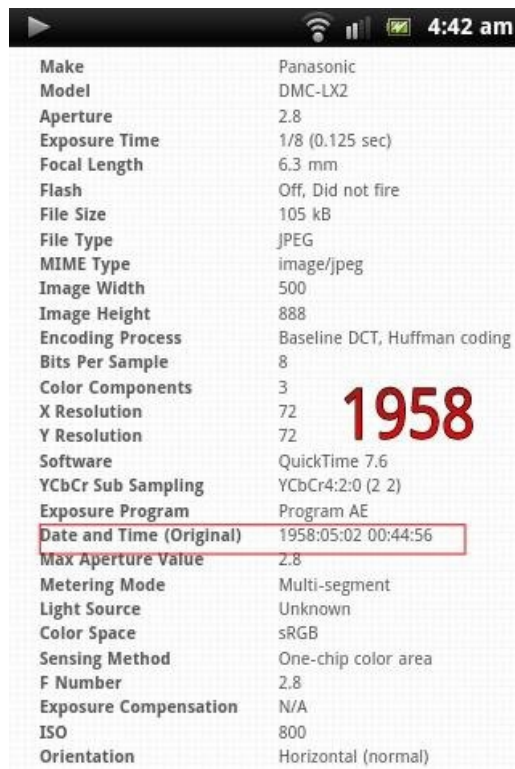 4:42 am
Make Panasonic
Model DMC-LX2
Aperture 2.8
Exposure Time 1/8 (0.125 sec)
Focal Length 6.3 mm
Flash Off, Did not fire
File Size 105 kB
File Type JPEG
MIME Type image/jpeg
Image Width 500
Image Height 888
Encoding Process Baseline DCT, Huffman coding
Bits Per Sample 8
Color Components 3
X Resolution 72
1958
Y Resolution 72
Software QuickTime 7.6
YCbCr Sub Sampling YCbCr4:2:0 (2 2)
Exposure Program Program AE
Date and Time (Original) 1958:05:02 00:44:56
Max Aperture Value 2.8
Metering Mode Multi-segment
Light Source Unknown
Color Space sRGB
Sensing Method One-chip color area
F Number 2.8
Exposure Compensation N/A
ISO 800
Orientation Horizontal (normal)